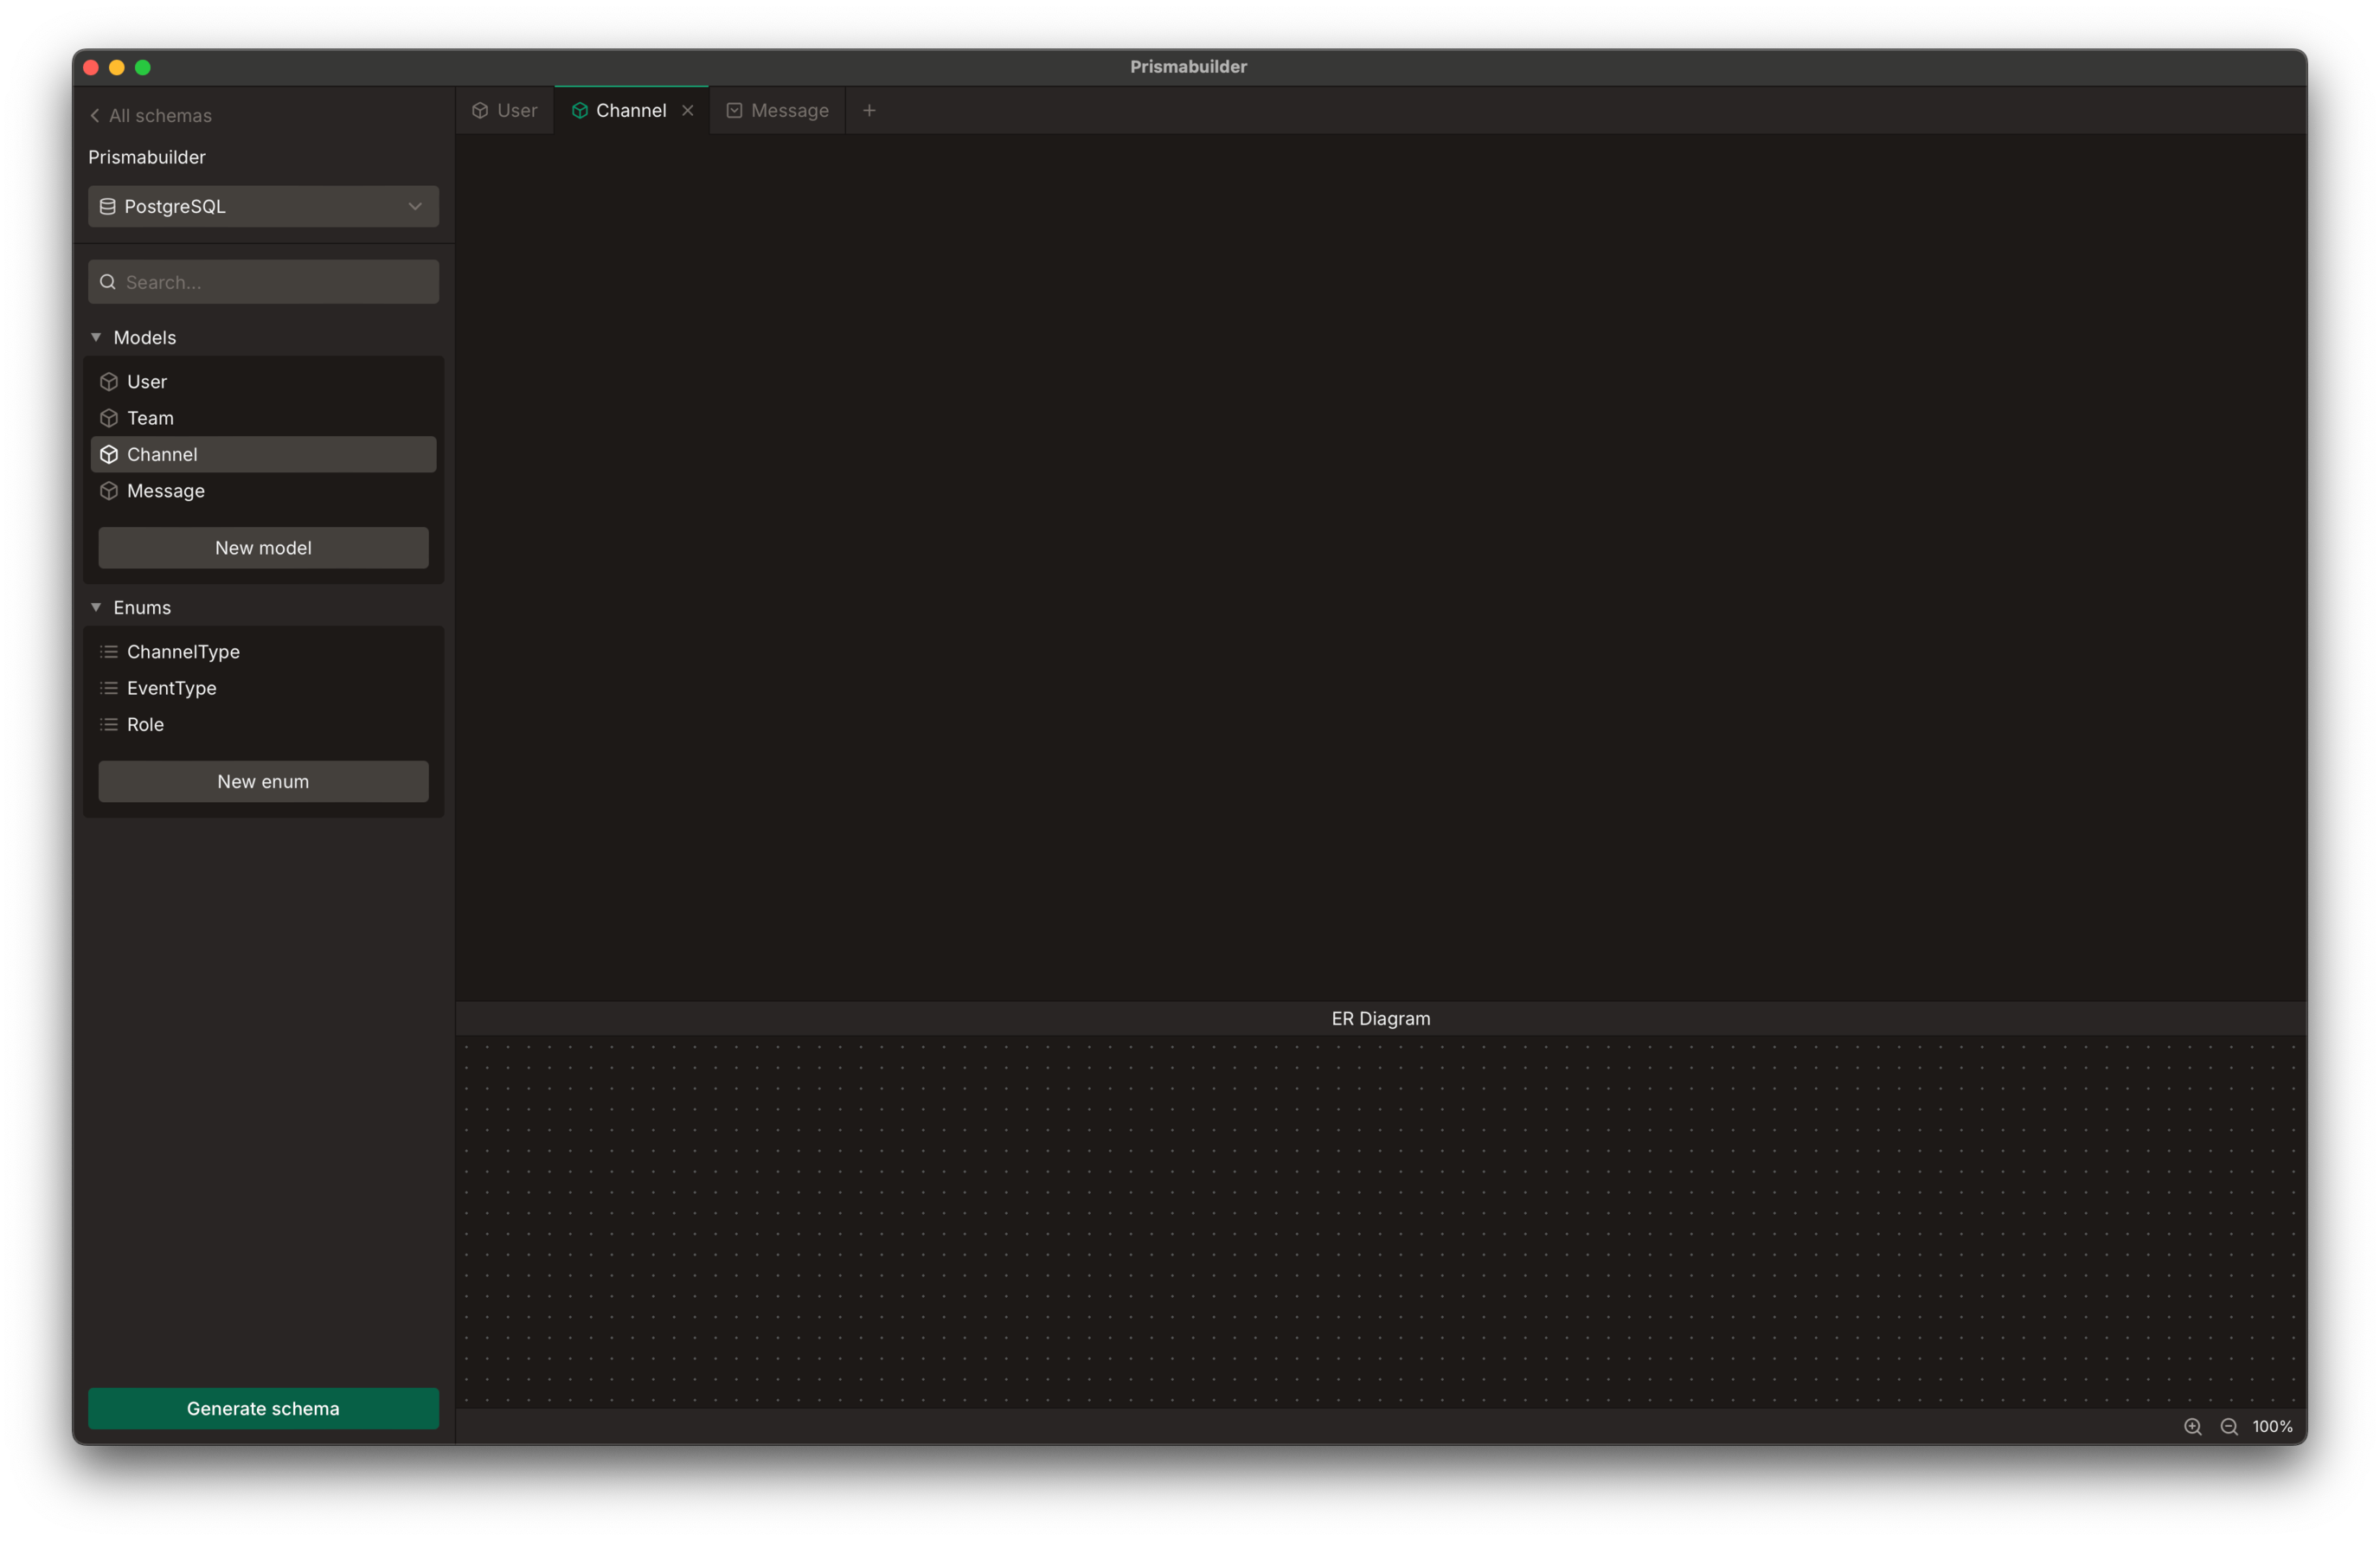 Prismabuilder
All schemas
Prismabuilder
PostgreSQL
Search...
Models
User
Team
Channel
Message
New model
Enums
ChannelType
EventType
Role
New enum
Generate schema
User
Channel
Message
ER Diagram
100%